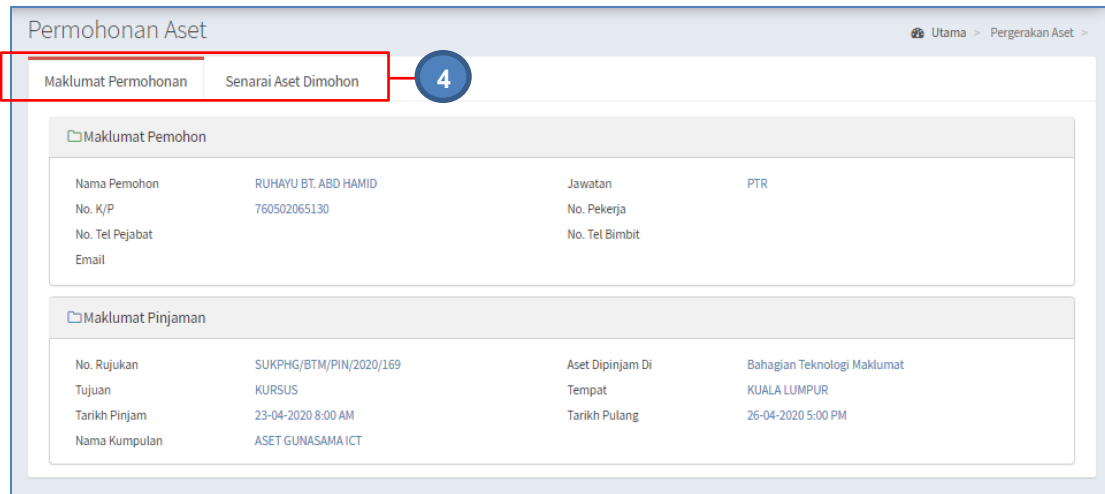 Permohonan Aset
Utama > Pergerakan Aset >
Maklumat Permohonan Senarai Aset Dimohon 4
Maklumat Pemohon
Nama Pemohon RUHAYU BT. ABD HAMID Jawatan PTR
No. K/P 760502065130 No. Pekerja
No. Tel Pejabat No. Tel Bimbit
Email
Maklumat Pinjaman
No. Rujukan SUKPHG/BTM/PIN/2020/169 Aset Dipinjam Di Bahagian Teknologi Maklumat
Tujuan KURSUS Tempat KUALA LUMPUR
Tarikh Pinjam 23-04-2020 8:00 AM Tarikh Pulang 26-04-2020 5:00 PM
Nama Kumpulan ASET GUNASAMA ICT